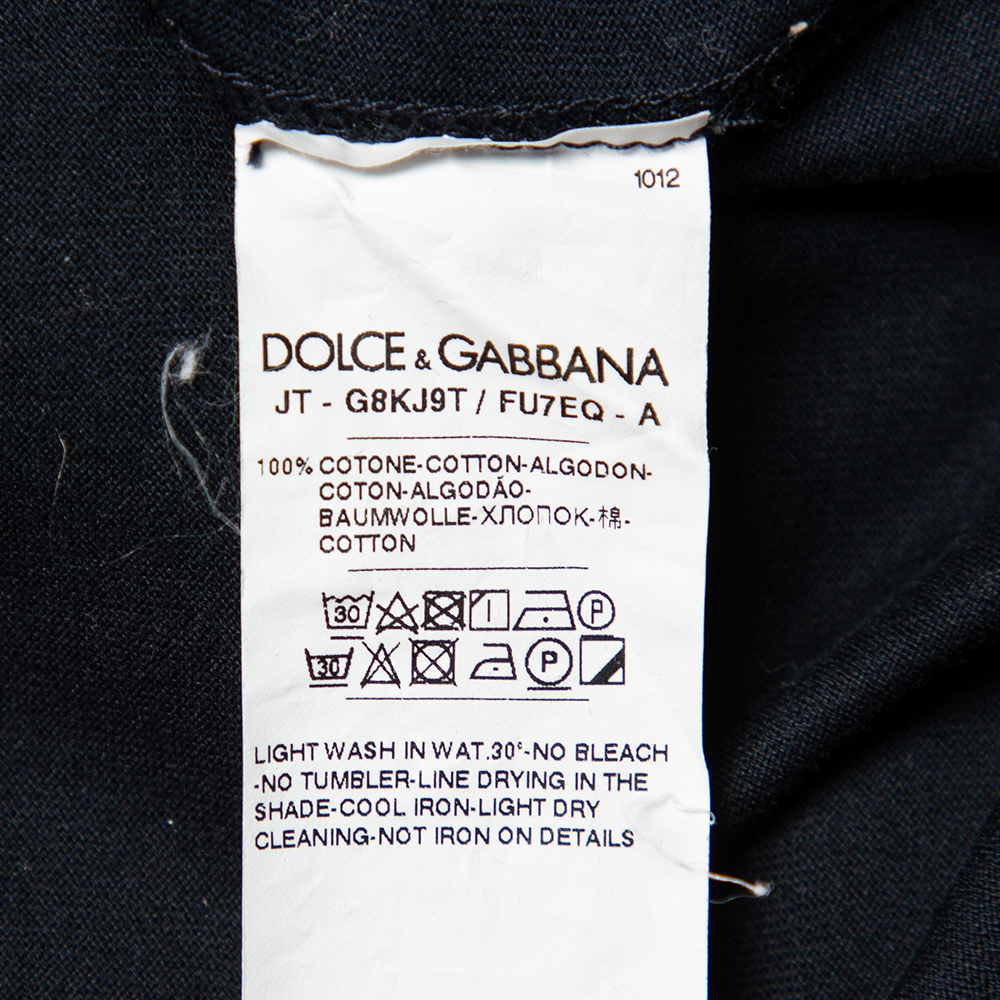 1012
DOLCE & GABBANA
JT - G8KJ9T / FU7EQ - A
100% COTONE-COTTON-ALGODON-
COTON-ALGODÃO-
BAUMWOLLE-ХЛОПОК-棉-
COTTON
30 P
30 P
LIGHT WASH IN WAT.30°-NO BLEACH
-NO TUMBLER-LINE DRYING IN THE
SHADE-COOL IRON-LIGHT DRY
CLEANING-NOT IRON ON DETAILS